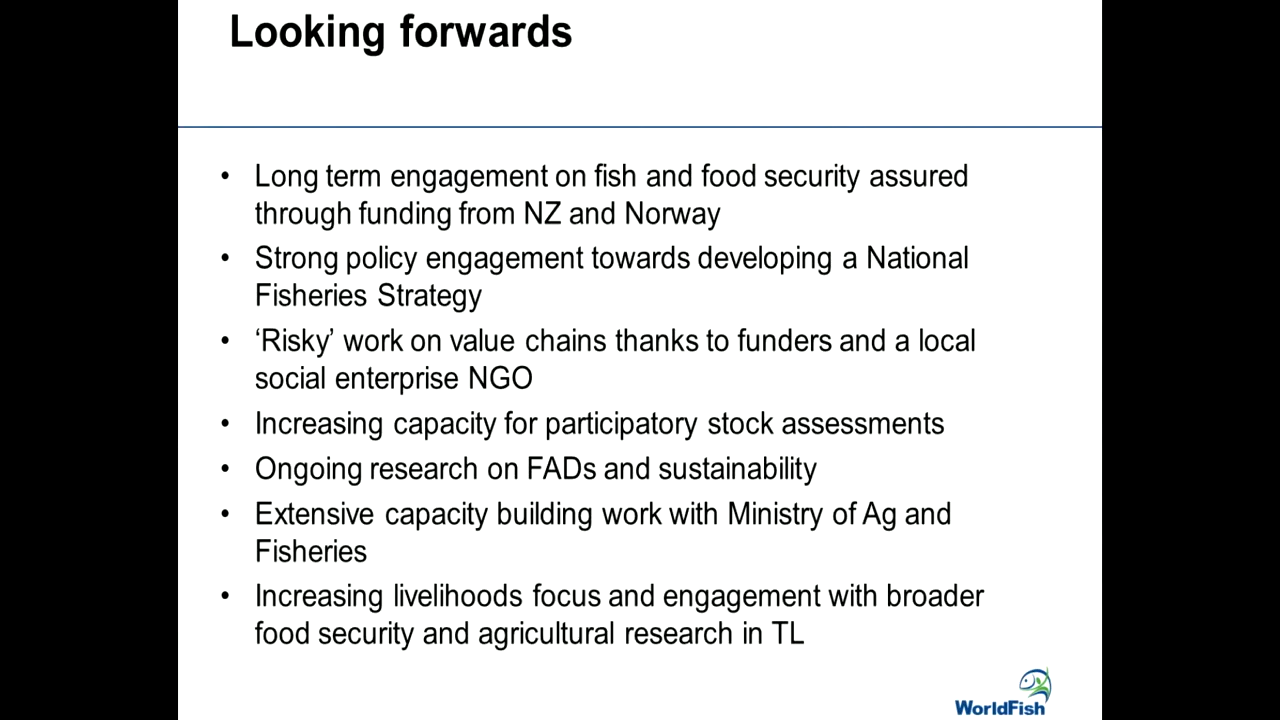 Looking forwards
• Long term engagement on fish and food security assured
through funding from NZ and Norway
• Strong policy engagement towards developing a National
Fisheries Strategy
• ‘Risky’ work on value chains thanks to funders and a local
social enterprise NGO
• Increasing capacity for participatory stock assessments
• Ongoing research on FADs and sustainability
• Extensive capacity building work with Ministry of Ag and
Fisheries
• Increasing livelihoods focus and engagement with broader
food security and agricultural research in TL
WorldFish